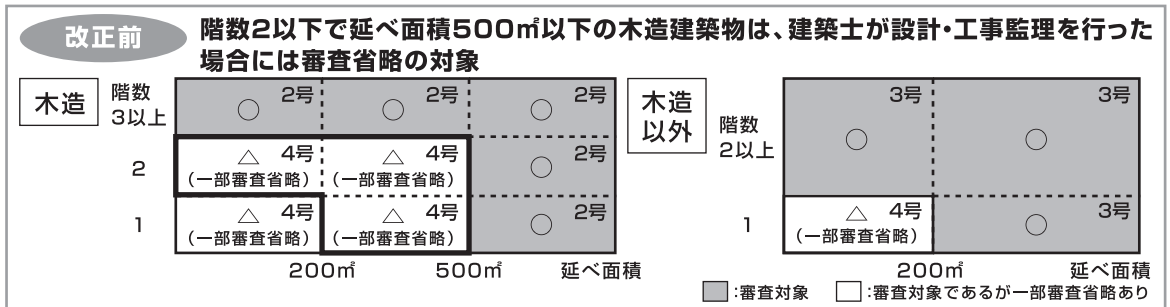 改正前
階数2以下で延べ面積500㎡以下の木造建築物は、建築士が設計・工事監理を行った
場合には審査省略の対象
木造
階数
3以上
○ 2号
○ 2号
○ 2号
2
△ 4号
(一部審査省略)
△ 4号
(一部審査省略)
○ 2号
1
△ 4号
(一部審査省略)
△ 4号
(一部審査省略)
○ 2号
200㎡
500㎡
延べ面積
木造
以外
階数
2以上
○ 3号
○ 3号
1
△ 4号
(一部審査省略)
○ 3号
200㎡
延べ面積
:審査対象
:審査対象であるが一部審査省略あり